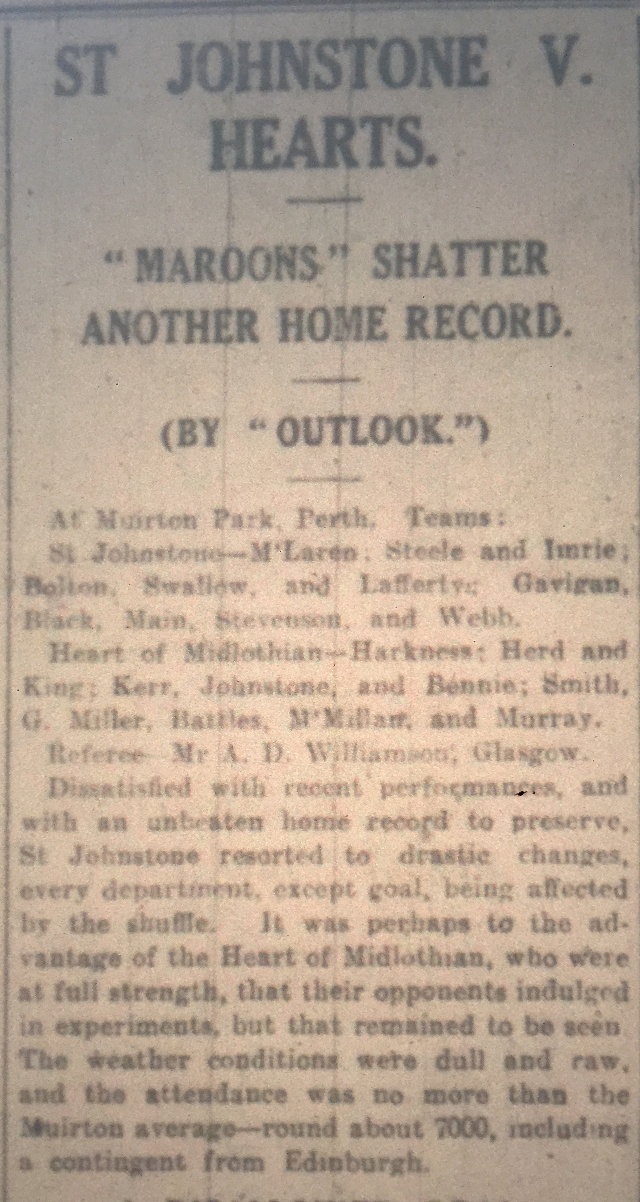 ST JOHNSTONE V.
HEARTS.
"MAROONS" SHATTER
ANOTHER HOME RECORD.
(BY "OUTLOOK.")
At Muirton Park, Perth. Teams:
St Johnstone—M'Laren; Steele and Imrie;
Bolton, Swallow, and Lafferty; Gavigan,
Black, Main, Stevenson, and Webb.
Heart of Midlothian—Harkness; Herd and
King; Kerr, Johnstone, and Bennie; Smith,
G. Miller, Battles, M'Millan, and Murray.
Referee—Mr A. D. Williamson, Glasgow.
Dissatisfied with recent performances, and
with an unbeaten home record to preserve,
St Johnstone resorted to drastic changes,
every department, except goal, being affected
by the shuffle. It was perhaps to the ad-
vantage of the Heart of Midlothian, who were
at full strength, that their opponents indulged
in experiments, but that remained to be seen
The weather conditions were dull and raw,
and the attendance was no more than the
Muirton average—round about 7000, including
a contingent from Edinburgh.